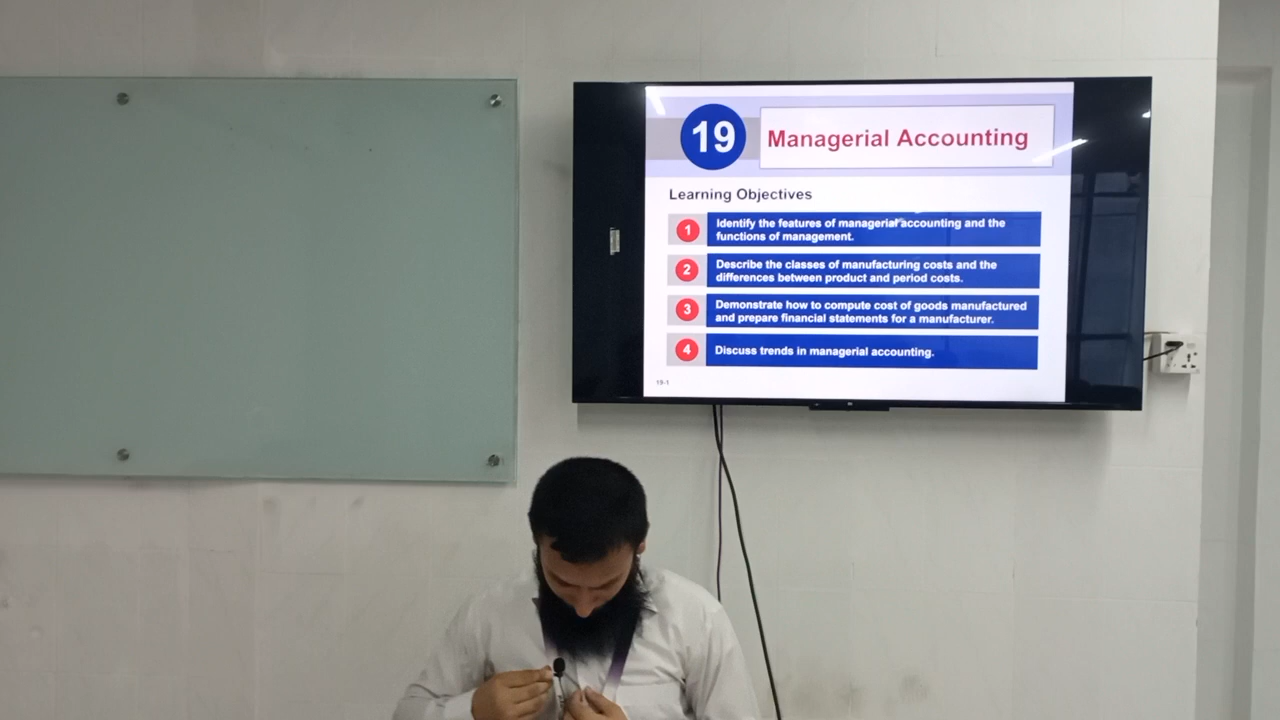 19
Managerial Accounting
Learning Objectives
1
Identify the features of managerial accounting and the
functions of management.
2
Describe the classes of manufacturing costs and the
differences between product and period costs.
3
Demonstrate how to compute cost of goods manufactured
and prepare financial statements for a manufacturer.
4
Discuss trends in managerial accounting.
19-1